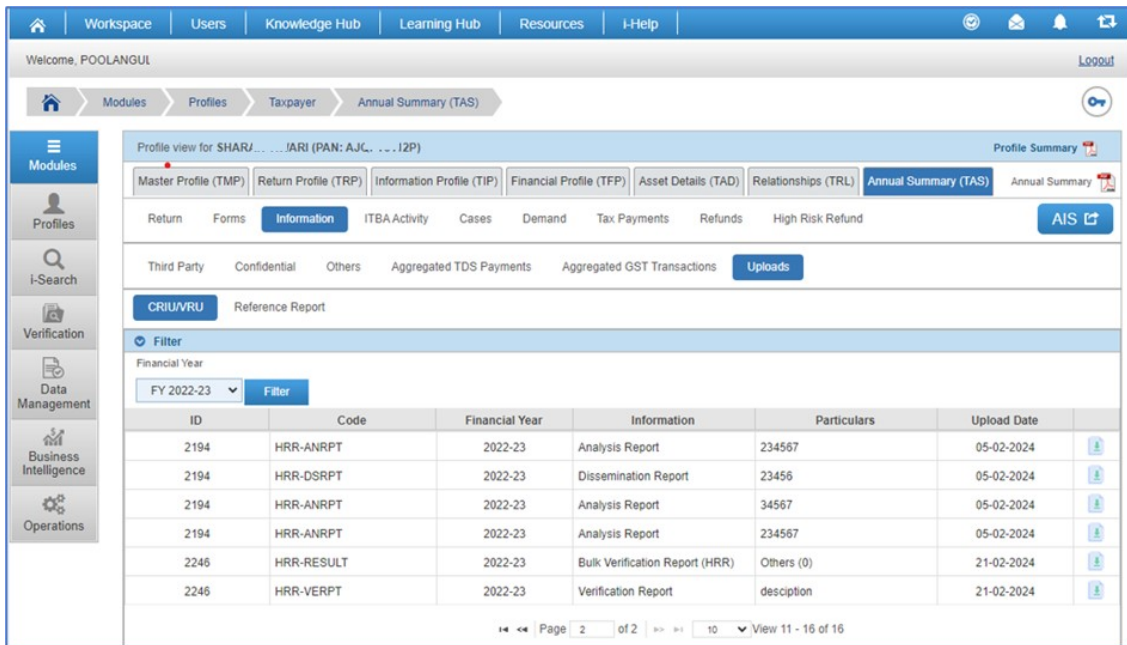 Workspace Users Knowledge Hub Learning Hub Resources i-Help
Welcome, POOLANGUL Logout
Modules Profiles Taxpayer Annual Summary (TAS)
Modules
Profiles
i-Search
Verification
Data
Management
Business
Intelligence
Operations
Profile view for (PAN: Profile Summary
Master Profile (TMP) Return Profile (TRP) Information Profile (TIP) Financial Profile (TFP) Asset Details (TAD) Relationships (TRL) Annual Summary (TAS) Annual Summary
Return Forms Information ITBA Activity Cases Demand Tax Payments Refunds High Risk Refund AIS
Third Party Confidential Others Aggregated TDS Payments Aggregated GST Transactions Uploads
CRIU/VRU Reference Report
Filter
Financial Year
FY 2022-23 Filter
ID Code Financial Year Information Particulars Upload Date
2194 HRR-ANRPT 2022-23 Analysis Report 234567 05-02-2024
2194 HRR-DSRPT 2022-23 Dissemination Report 23456 05-02-2024
2194 HRR-ANRPT 2022-23 Analysis Report 34567 05-02-2024
2194 HRR-ANRPT 2022-23 Analysis Report 234567 05-02-2024
2246 HRR-RESULT 2022-23 Bulk Verification Report (HRR) Others (0) 21-02-2024
2246 HRR-VERPT 2022-23 Verification Report desciption 21-02-2024
Page 2 of 2 10 View 11 - 16 of 16